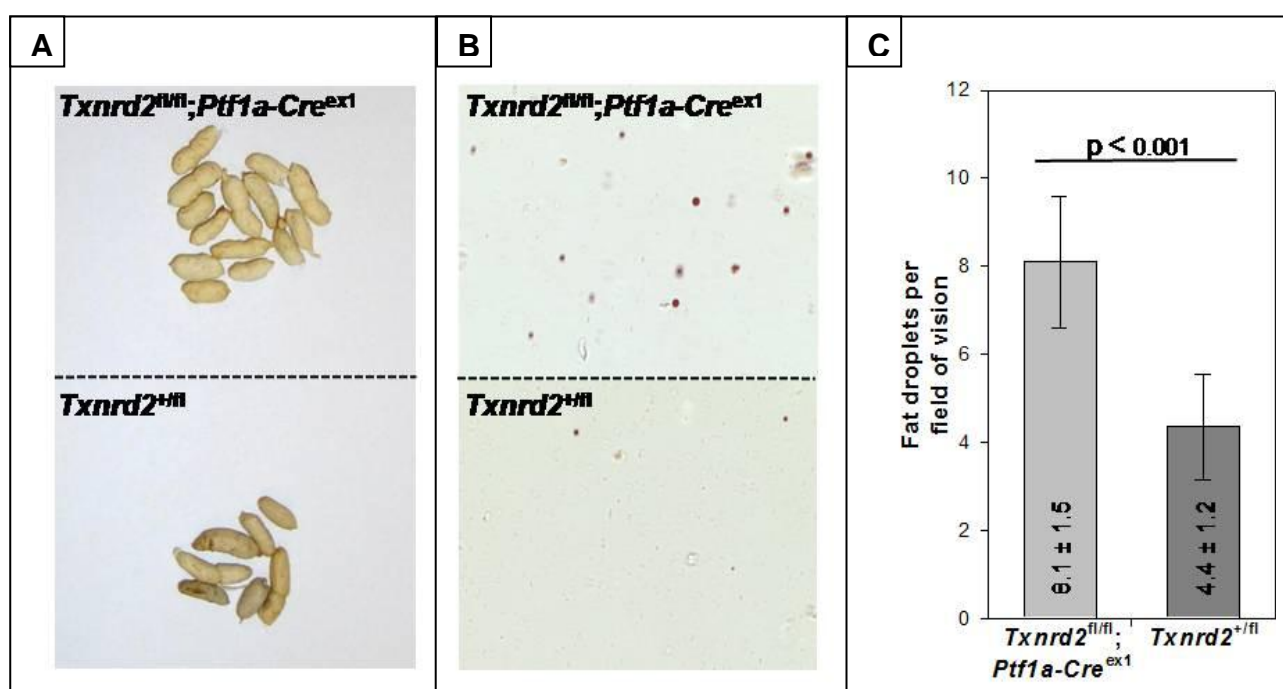 A
Txnrd2fl/fl;Ptf1a-Creex1
Txnrd2+/fl
B
Txnrd2fl/fl;Ptf1a-Creex1
Txnrd2+/fl
C
12
10
8
6
4
2
0
Fat droplets per
field of vision
p < 0.001
8.1 ± 1.5
4.4 ± 1.2
Txnrd2fl/fl;
Ptf1a-Creex1
Txnrd2+/fl